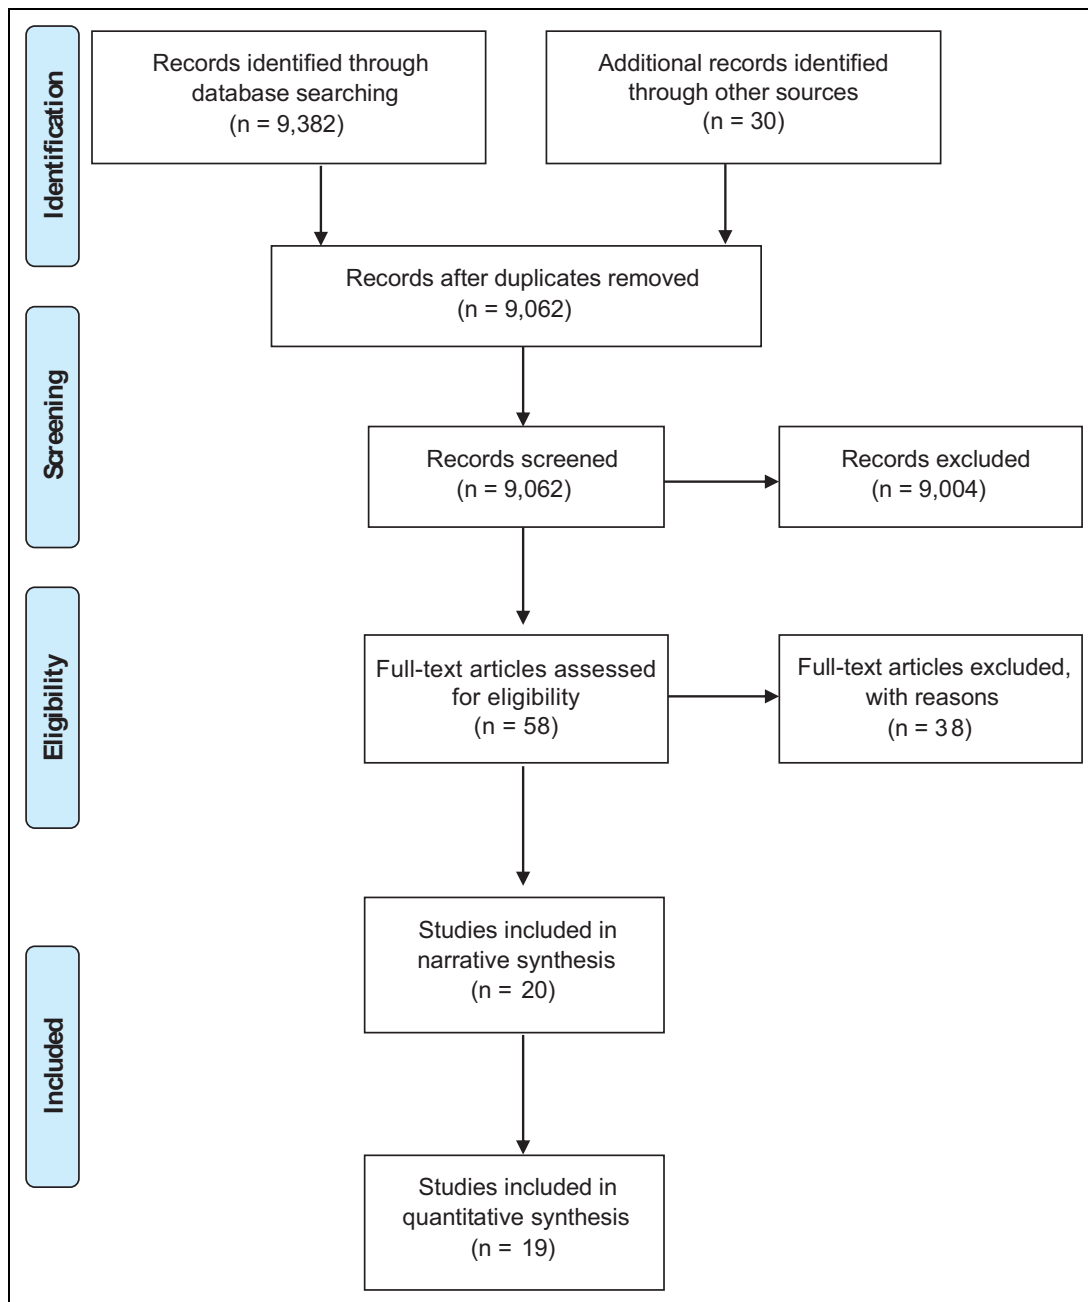 Identification
Records identified through
database searching
(n = 9,382)
Additional records identified
through other sources
(n = 30)
Records after duplicates removed
(n = 9,062)
Screening
Records screened
(n = 9,062)
Records excluded
(n = 9,004)
Eligibility
Full-text articles assessed
for eligibility
(n = 58)
Full-text articles excluded,
with reasons
(n = 38)
Included
Studies included in
narrative synthesis
(n = 20)
Studies included in
quantitative synthesis
(n = 19)